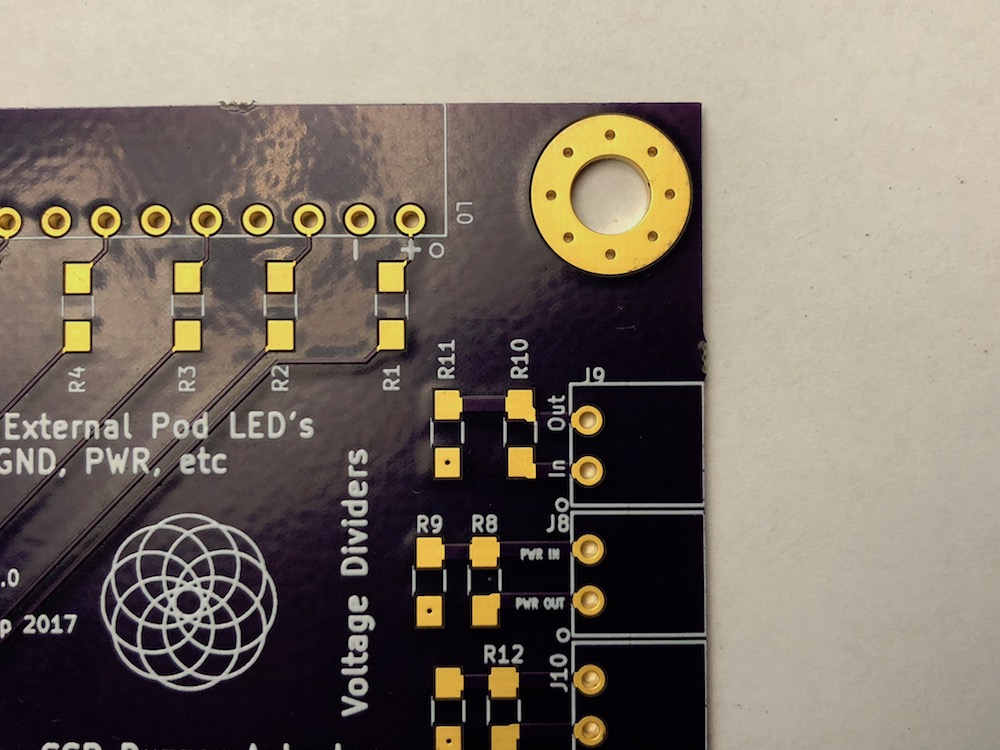 LO
- +
R4 R3 R2 R1
R11 R10
J9
Out
In
External Pod LED's
GND, PWR, etc
Voltage Dividers
R9 R8 J8
PWR IN
PWR OUT
.0
p 2017
R12
J10